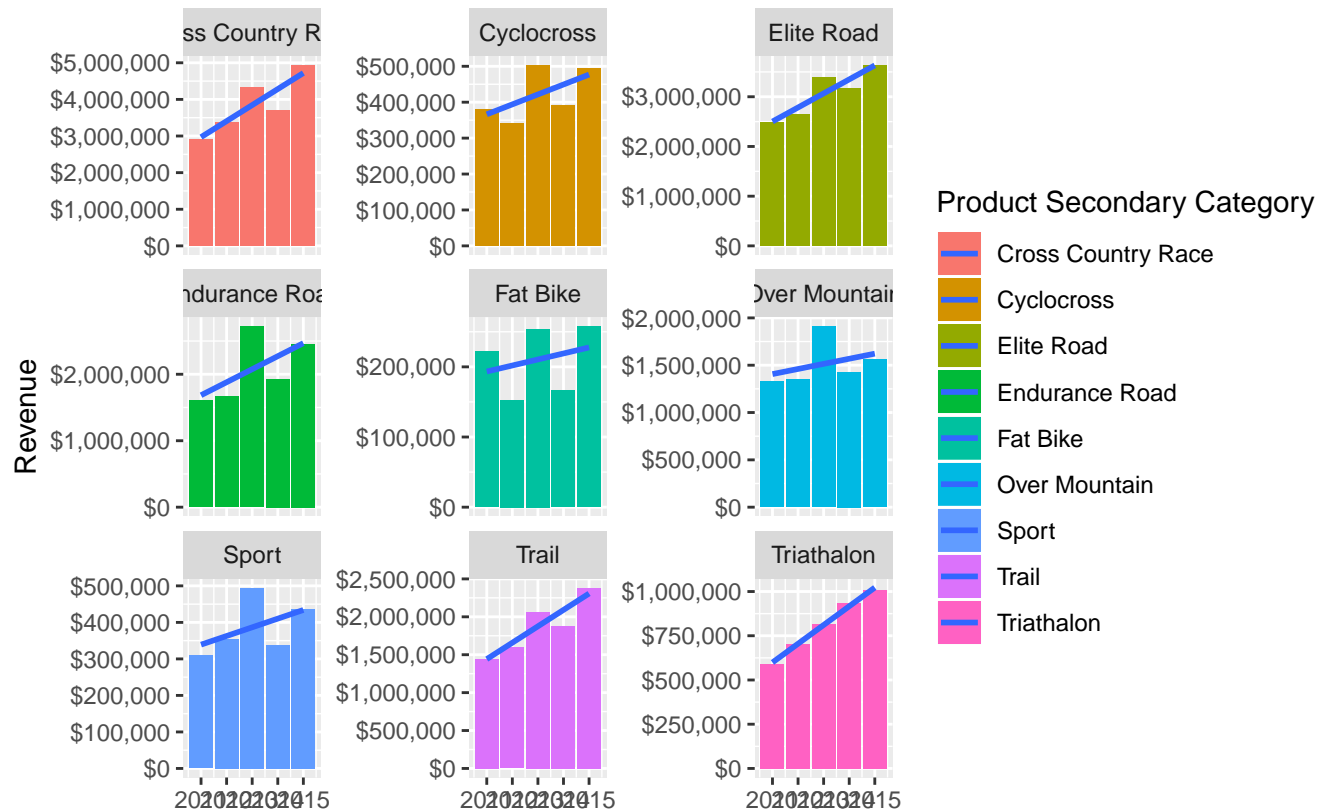 Revenue
ss Country R
$5,000,000
$4,000,000
$3,000,000
$2,000,000
$1,000,000
$0
Cyclocross
$500,000
$400,000
$300,000
$200,000
$100,000
$0
Elite Road
$3,000,000
$2,000,000
$1,000,000
$0
ndurance Roa
$2,000,000
$1,000,000
$0
Fat Bike
$200,000
$100,000
$0
Over Mountain
$2,000,000
$1,500,000
$1,000,000
$500,000
$0
Sport
$500,000
$400,000
$300,000
$200,000
$100,000
$0
Trail
$2,500,000
$2,000,000
$1,500,000
$1,000,000
$500,000
$0
Triathalon
$1,000,000
$750,000
$500,000
$250,000
$0
Product Secondary Category
Cross Country Race
Cyclocross
Elite Road
Endurance Road
Fat Bike
Over Mountain
Sport
Trail
Triathalon